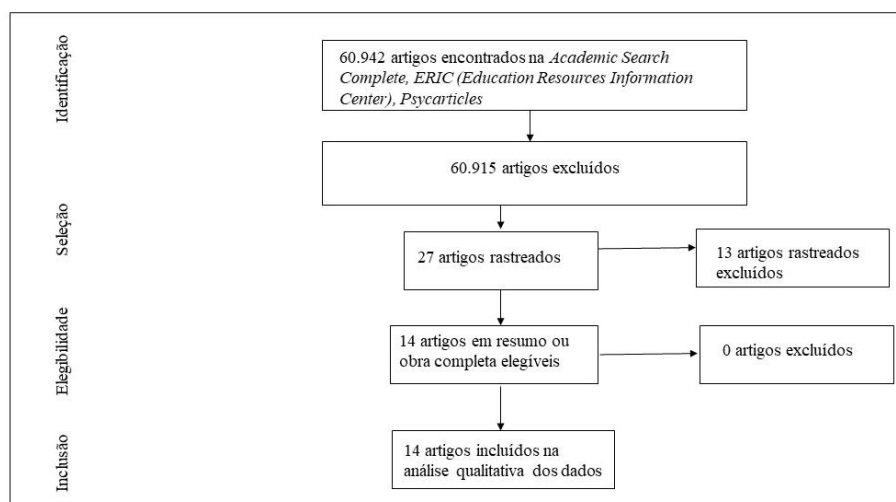 Identificação
60.942 artigos encontrados na Academic Search
Complete, ERIC (Education Resources Information
Center), Psycarticles
60.915 artigos excluídos
Seleção
27 artigos rastreados
13 artigos rastreados
excluídos
Elegibilidade
14 artigos em resumo ou
obra completa elegíveis
0 artigos excluídos
Inclusão
14 artigos incluídos na
análise qualitativa dos dados